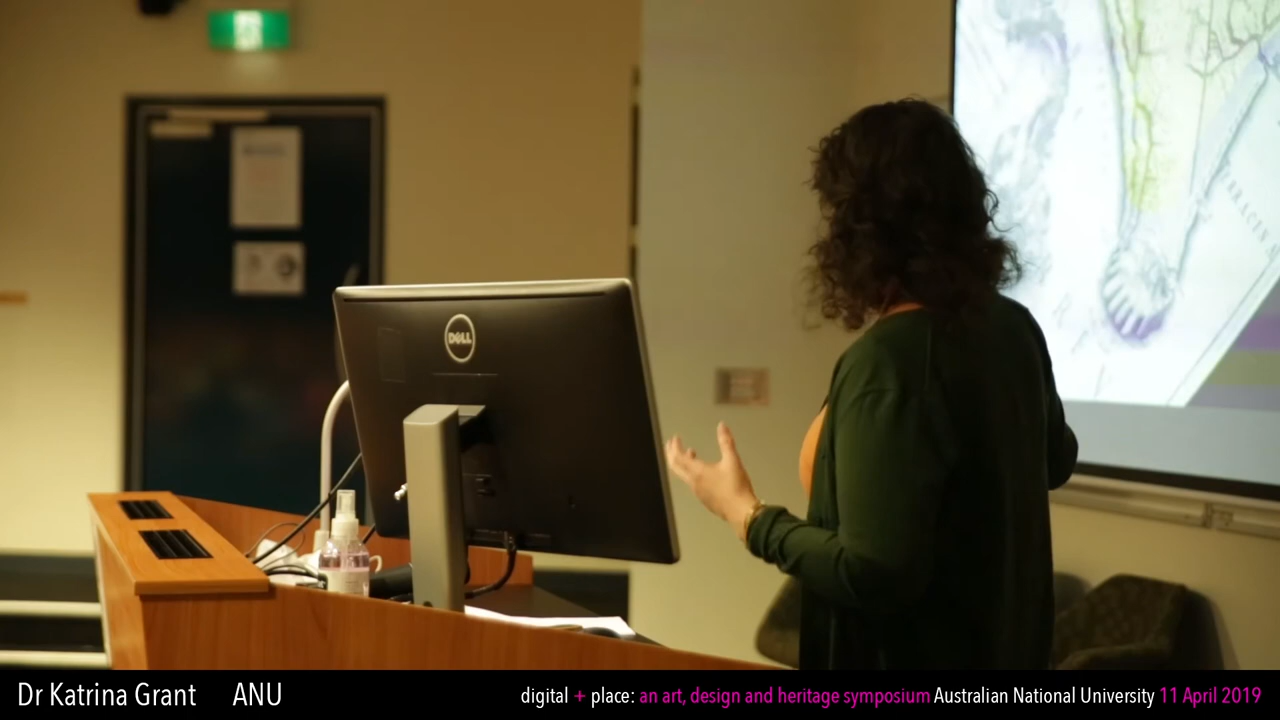 DELL
Dr Katrina Grant ANU
digital + place: an art, design and heritage symposium Australian National University 11 April 2019